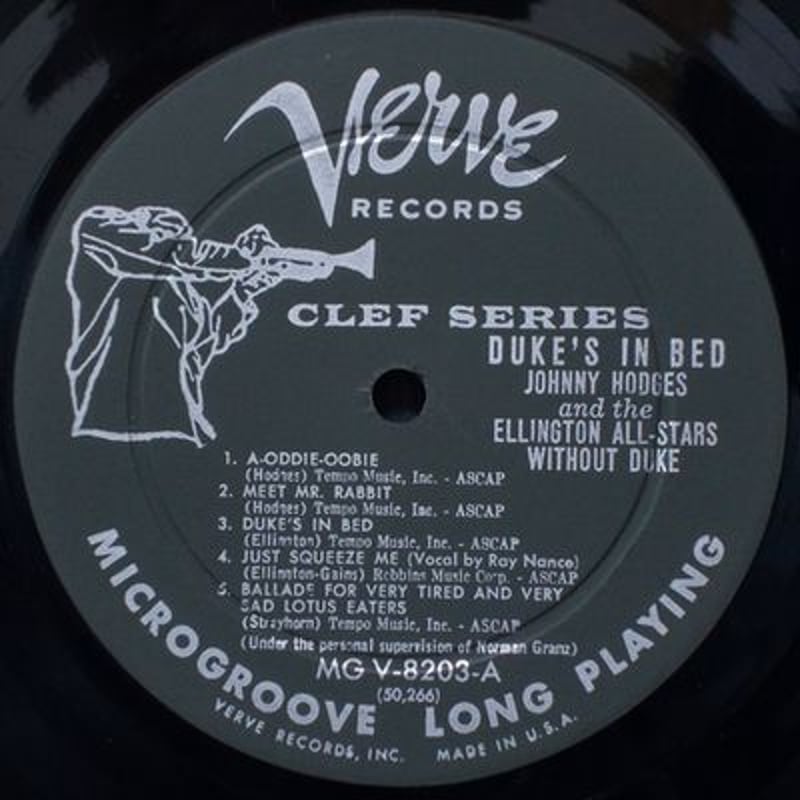 Verve
RECORDS
CLEF SERIES
DUKE'S IN BED
JOHNNY HODGES
and the
ELLINGTON ALL-STARS
WITHOUT DUKE
1. A-ODDIE-OOBIE
(Hodges) Tempo Music, Inc. - ASCAP
2. MEET MR. RABBIT
(Hodges) Tempo Music, Inc. - ASCAP
3. DUKE'S IN BED
(Ellington) Tempo Music, Inc. - ASCAP
4. JUST SQUEEZE ME (Vocal by Ray Nance)
(Ellington-Gains) Robbins Music Corp. - ASCAP
5. BALLADE FOR VERY TIRED AND VERY
SAD LOTUS EATERS
(Strayhorn) Tempo Music, Inc. - ASCAP
(Under the personal supervision of Norman Granz)
MG V-8203-A
(50,266)
MICROGROOVE LONG PLAYING
VERVE RECORDS, INC. MADE IN U.S.A.